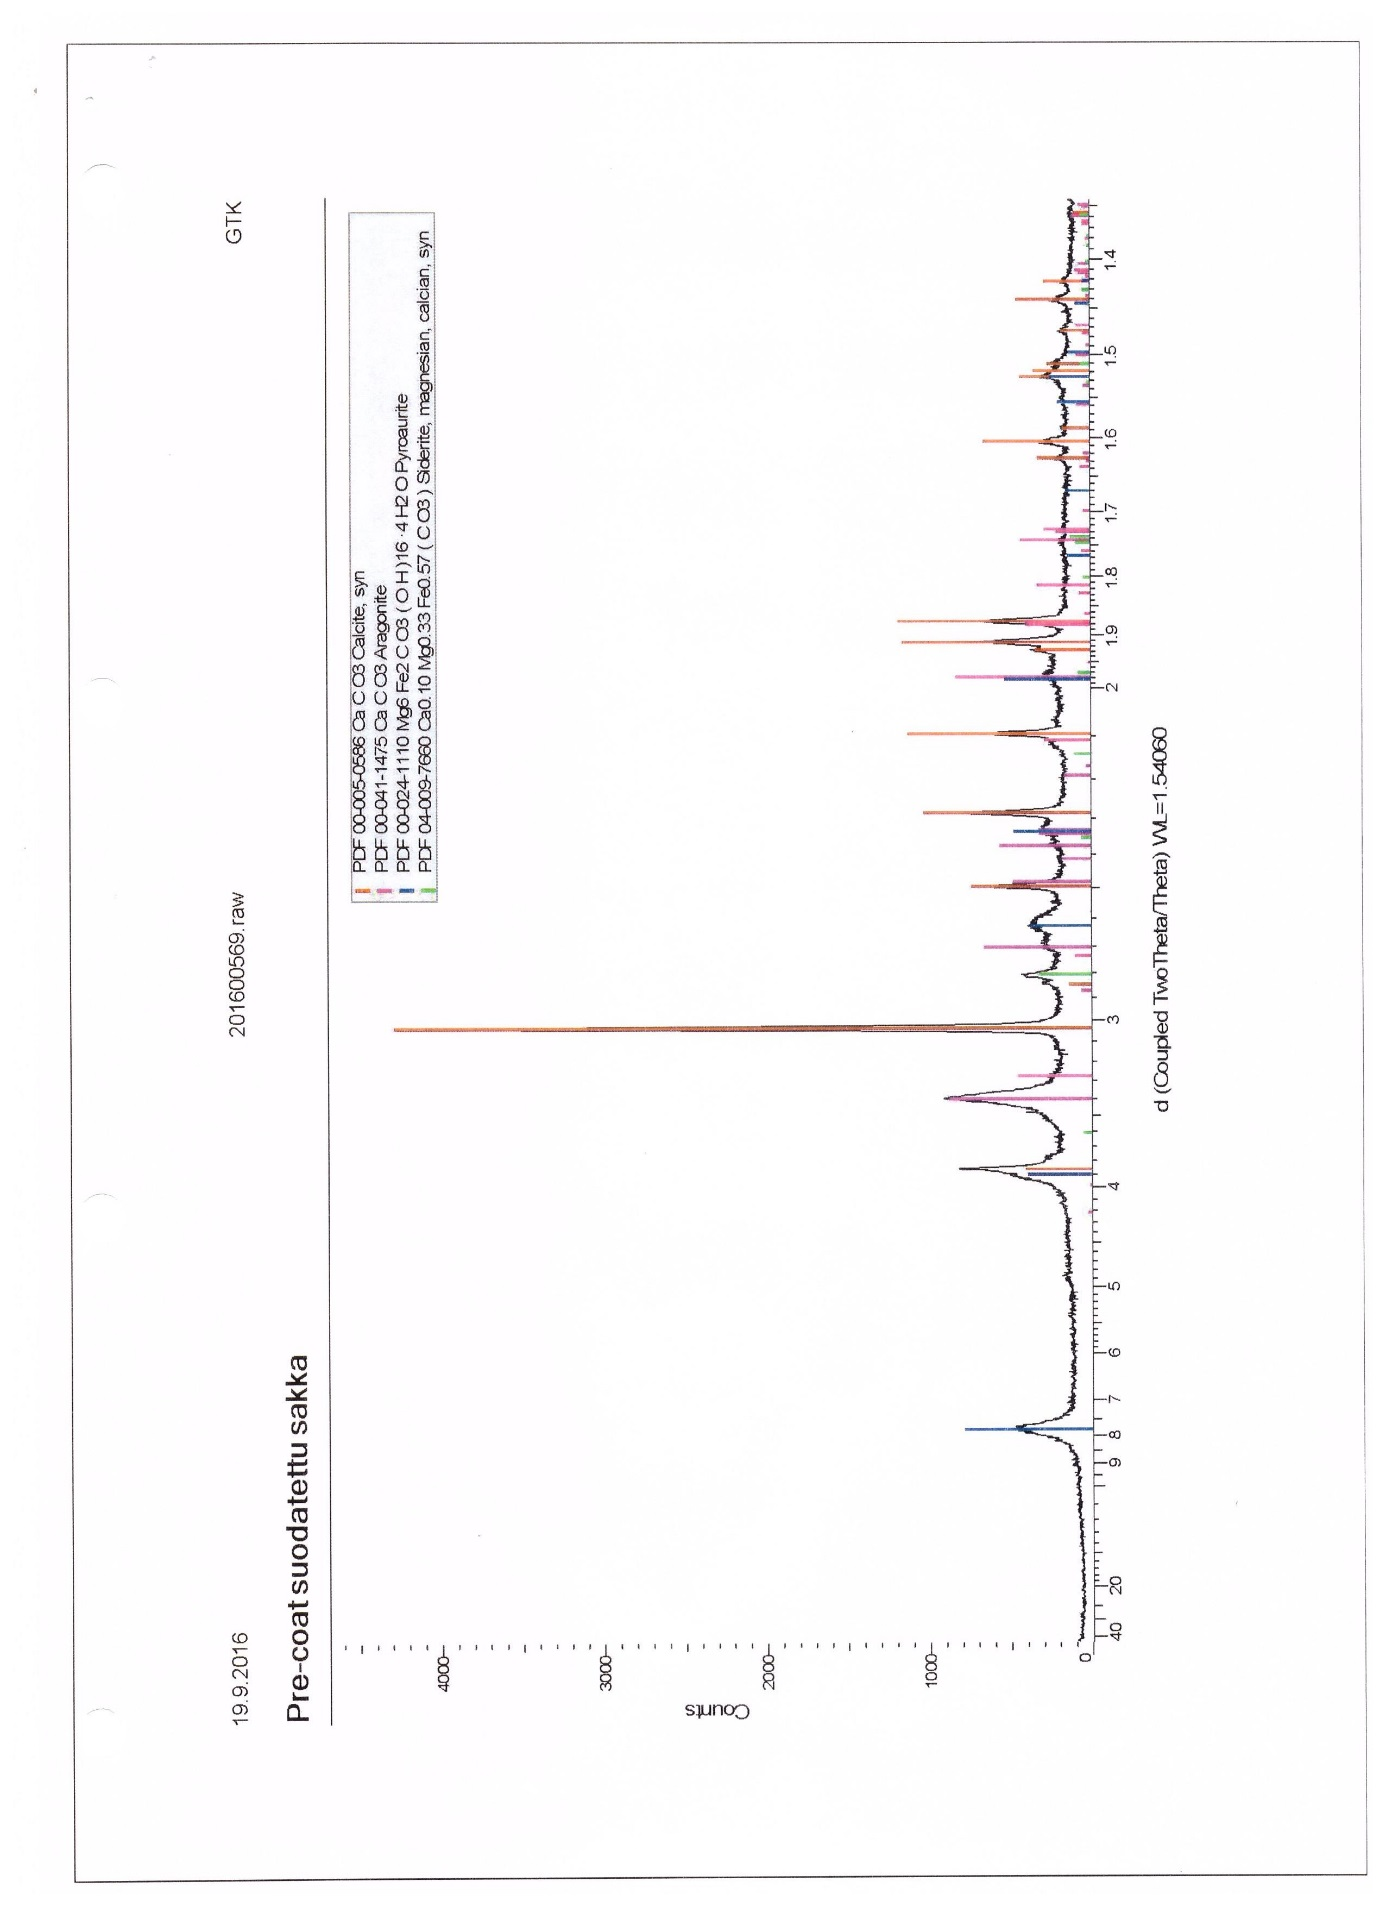 19.9.2016 201600569.raw GTK
Pre-coat suodatettu sakka
PDF 00-005-0586 Ca C O3 Calcite, syn
PDF 00-041-1475 Ca C O3 Aragonite
PDF 00-024-1110 Mg6 Fe2 C O3 ( O H )16 ·4 H2 O Pyroaurite
PDF 04-009-7660 Ca0.10 Mg0.33 Fe0.57 ( C O3 ) Siderite, magnesian, calcian, syn
Counts
4000
3000
2000
1000
0
40 20 9 8 7 6 5 4 3 2 1.9 1.8 1.7 1.6 1.5 1.4
d (Coupled TwoTheta/Theta) WL=1.54060